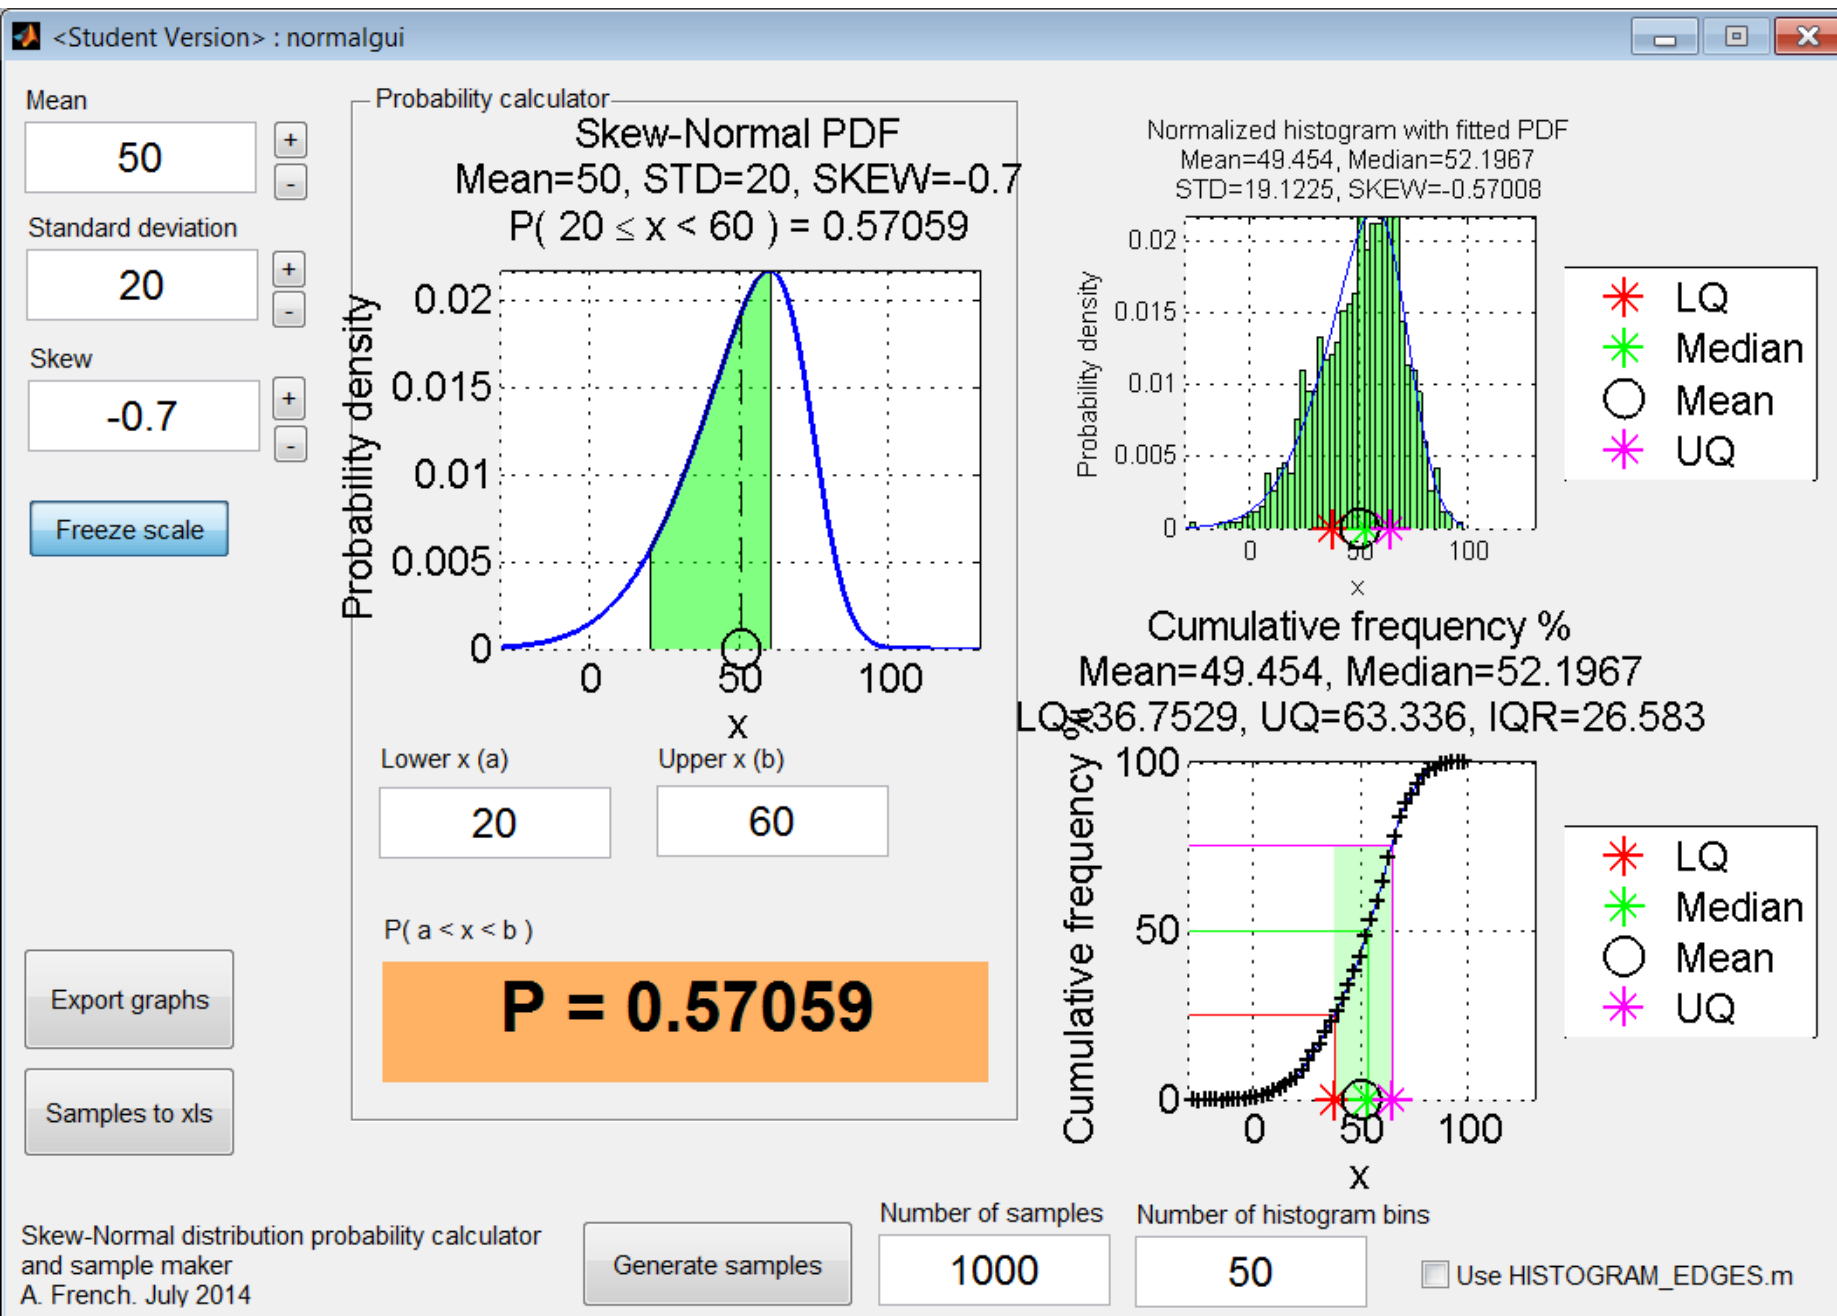 <Student Version> : normalgui
Mean
50
+
-
Standard deviation
20
+
-
Skew
-0.7
+
-
Freeze scale
Export graphs
Samples to xls
Skew-Normal distribution probability calculator
and sample maker
A. French. July 2014
Probability calculator
Skew-Normal PDF
Mean=50, STD=20, SKEW=-0.7
P( 20 ≤ x < 60 ) = 0.57059
Probability density
0.02
0.015
0.01
0.005
0
0 50 100
x
Lower x (a)
20
Upper x (b)
60
P( a < x < b )
P = 0.57059
Normalized histogram with fitted PDF
Mean=49.454, Median=52.1967
STD=19.1225, SKEW=-0.57008
Probability density
0.02
0.015
0.01
0.005
0
0 50 100
x
LQ
Median
Mean
UQ
Cumulative frequency %
Mean=49.454, Median=52.1967
LQ=36.7529, UQ=63.336, IQR=26.583
Cumulative frequency %
100
50
0
0 50 100
x
LQ
Median
Mean
UQ
Generate samples
Number of samples
1000
Number of histogram bins
50
Use HISTOGRAM_EDGES.m